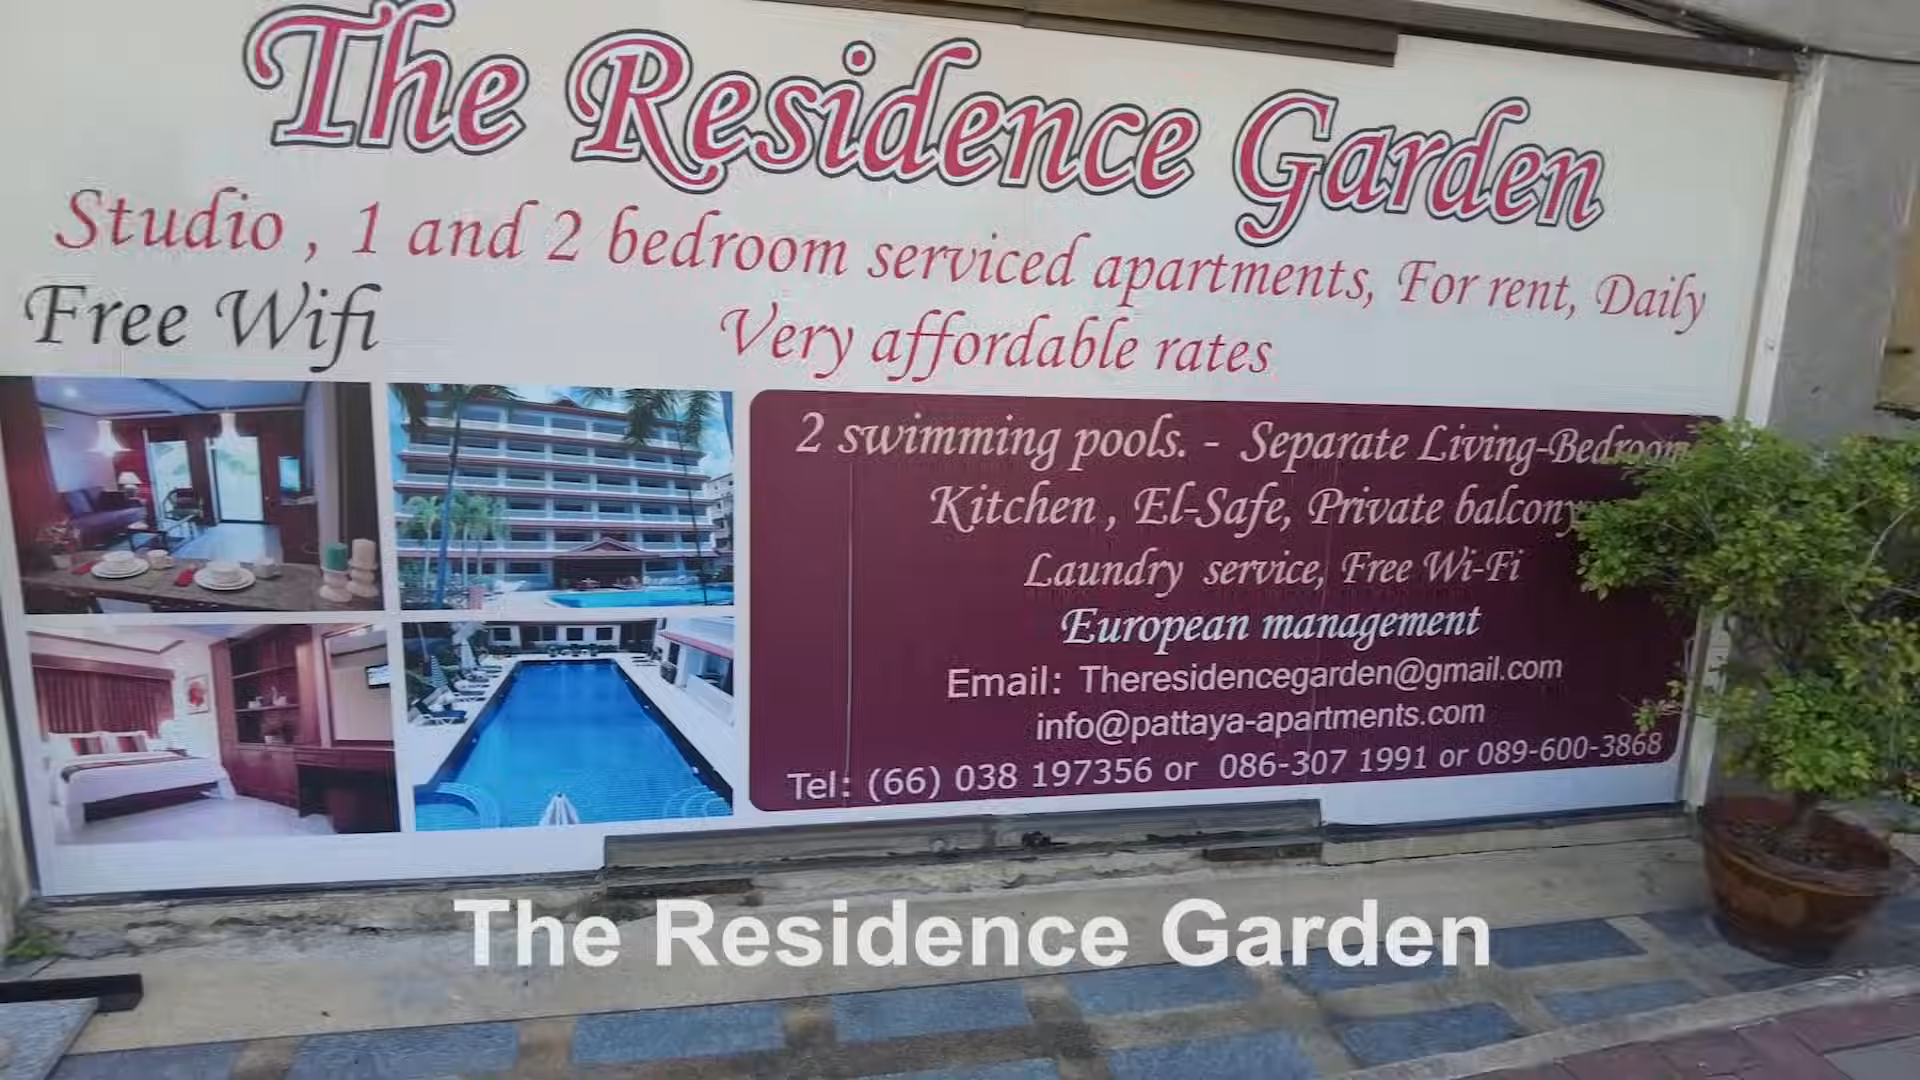 The Residence Garden
Studio , 1 and 2 bedroom serviced apartments, For rent, Daily
Free Wifi
Very affordable rates
2 swimming pools. - Separate Living-Bedroom
Kitchen , El-Safe, Private balcony
Laundry service, Free Wi-Fi
European management
Email: Theresidencegarden@gmail.com
info@pattaya-apartments.com
Tel: (66) 038 197356 or 086-307 1991 or 089-600-3868
The Residence Garden